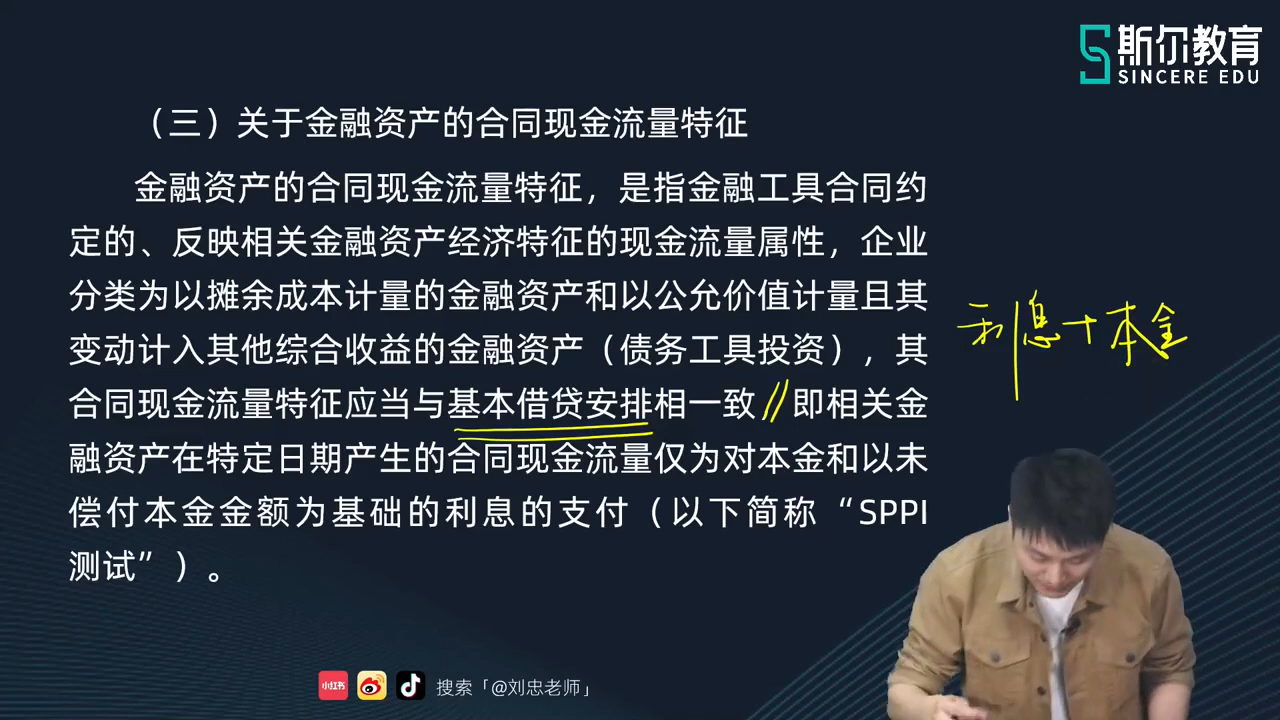 斯尔教育
SINCERE EDU
（三）关于金融资产的合同现金流量特征
金融资产的合同现金流量特征，是指金融工具合同约
定的、反映相关金融资产经济特征的现金流量属性，企业
分类为以摊余成本计量的金融资产和以公允价值计量且其
变动计入其他综合收益的金融资产（债务工具投资），其
合同现金流量特征应当与基本借贷安排相一致//即相关金
融资产在特定日期产生的合同现金流量仅为对本金和以未
偿付本金金额为基础的利息的支付（以下简称“SPPI
测试”）。
利息+本金
小红书
搜索「@刘忠老师」